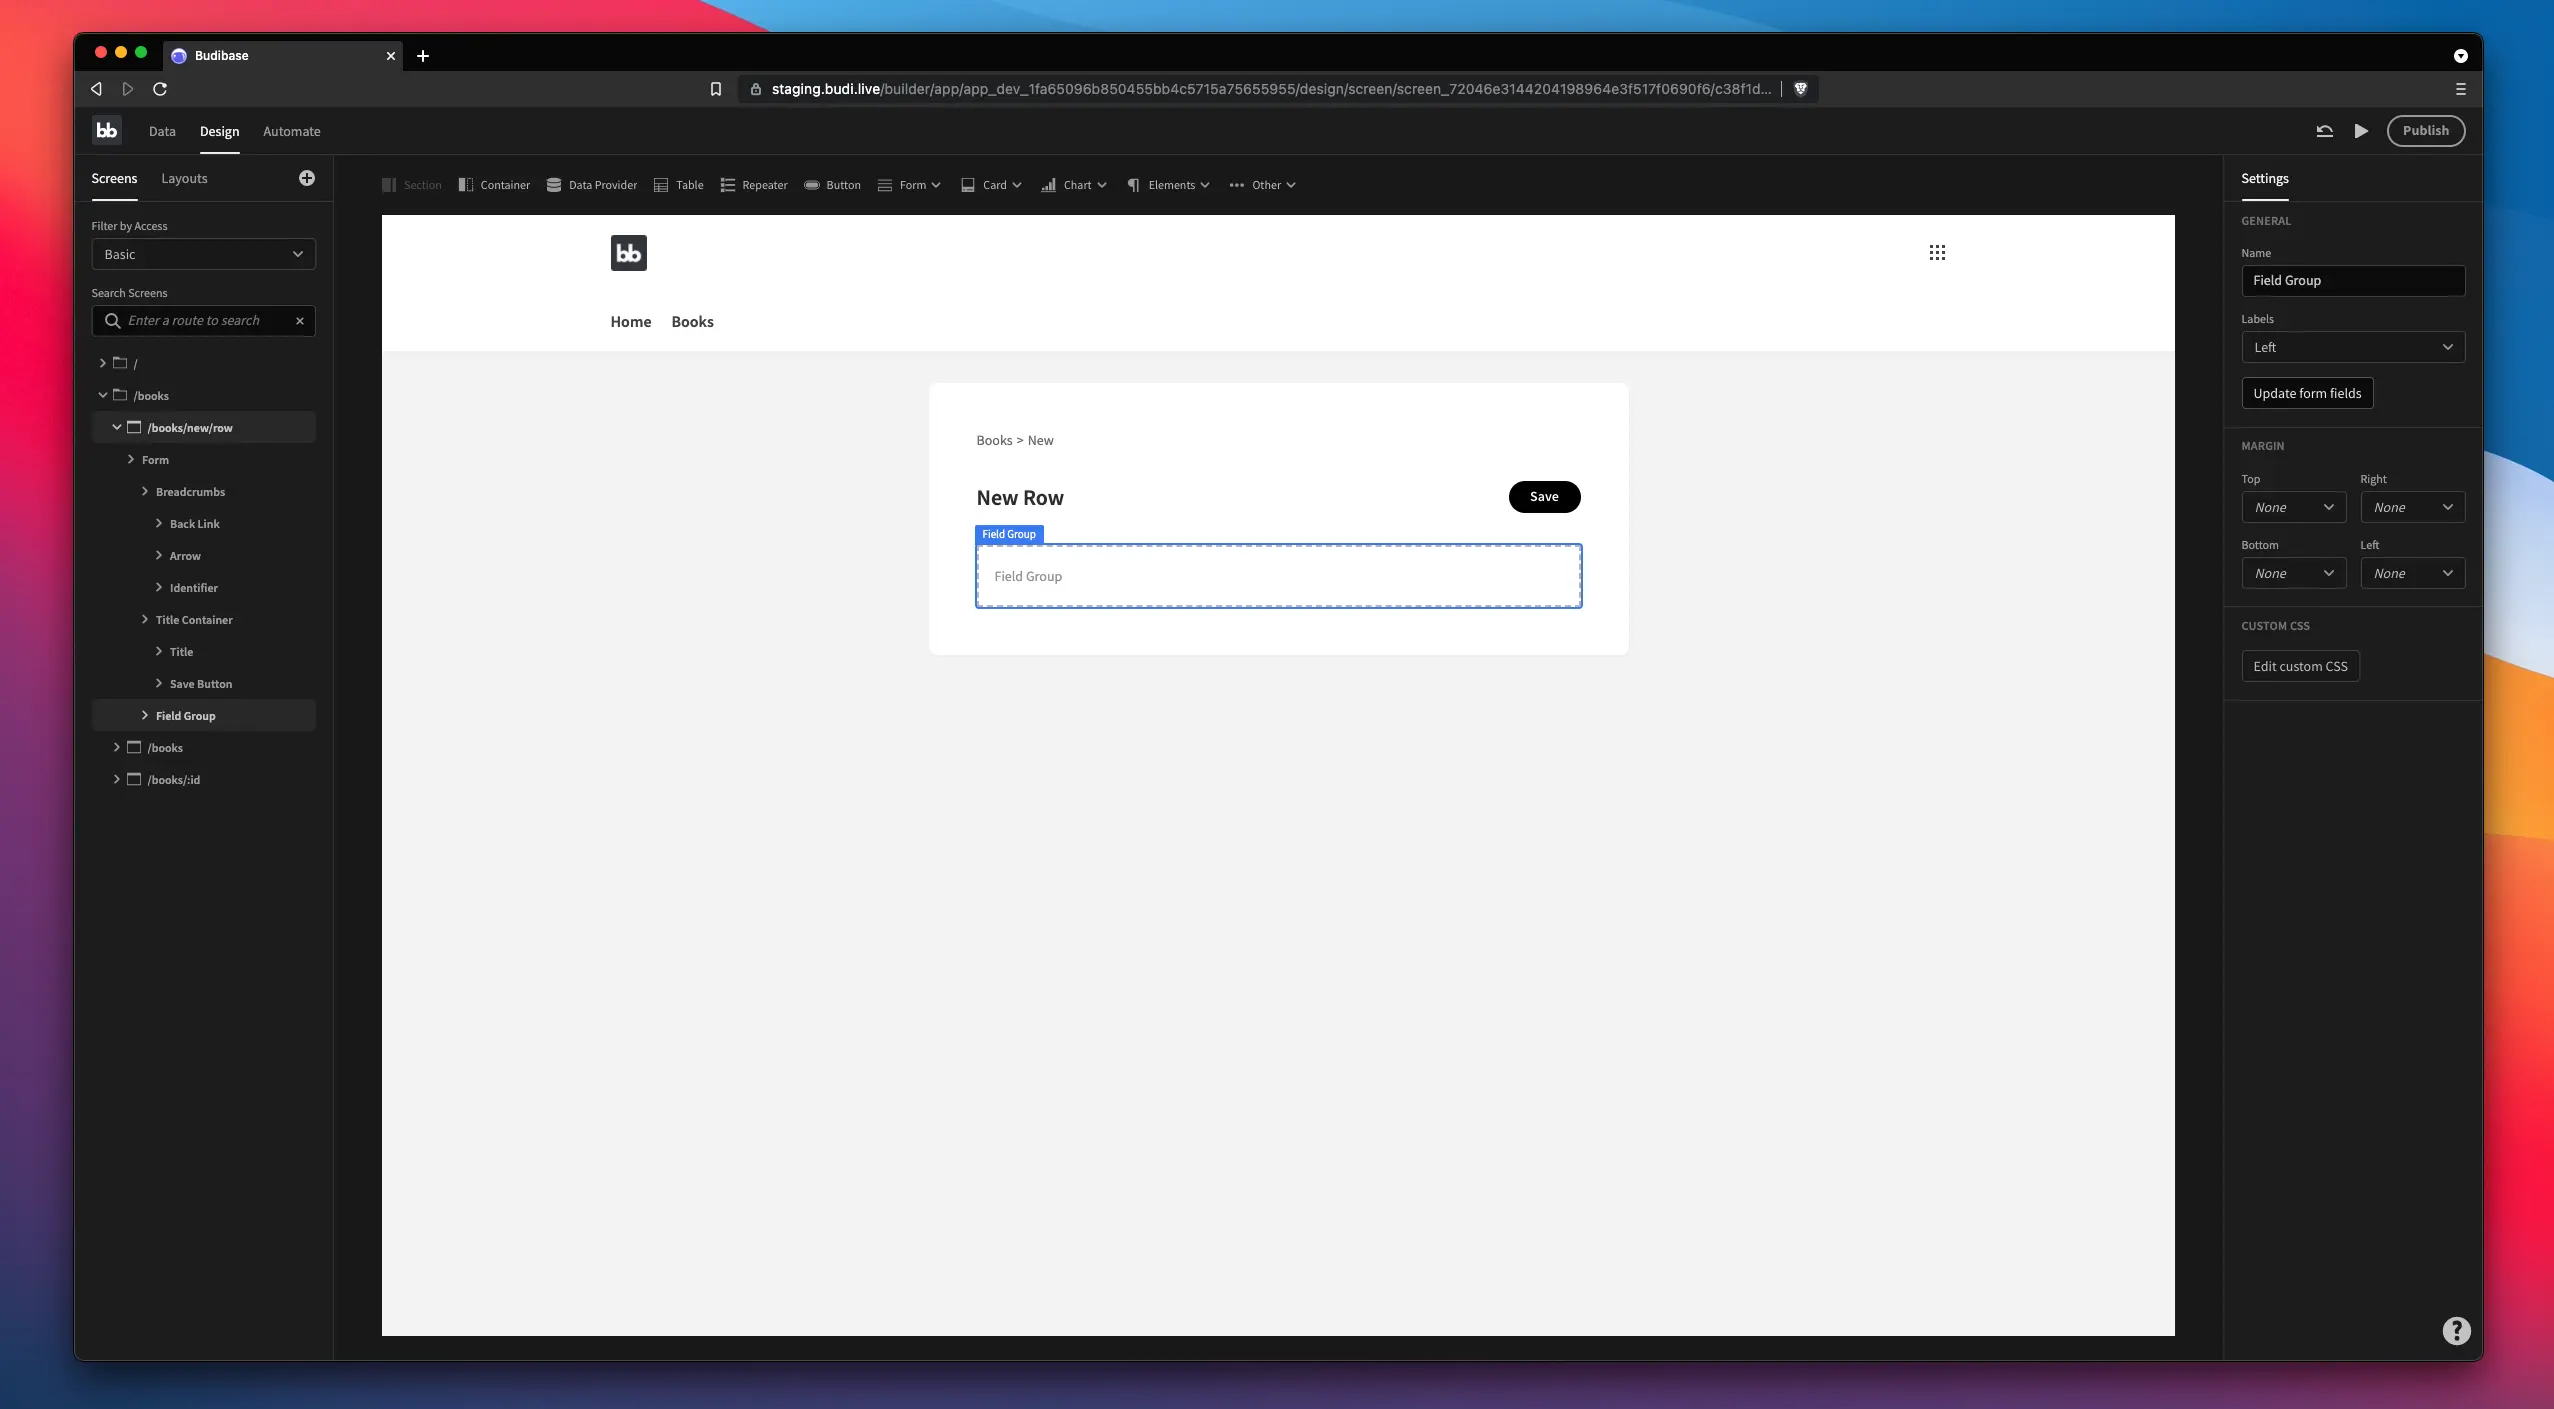 Budibase
staging.budi.live/builder/app/app_dev_1fa65096b850455bb4c5715a75655955/design/screen/screen_72046e3144204198964e3f517f0690f6/c38f1d...
bb Data Design Automate Publish
Screens Layouts
Filter by Access
Basic
Search Screens
Enter a route to search
/
/books
/books/new/row
Form
Breadcrumbs
Back Link
Arrow
Identifier
Title Container
Title
Save Button
Field Group
/books
/books/:id
Section Container Data Provider Table Repeater Button Form Card Chart Elements Other
bb
Home Books
Books > New
New Row
Save
Field Group
Field Group
Settings
GENERAL
Name
Field Group
Labels
Left
Update form fields
MARGIN
Top Right
None None
Bottom Left
None None
CUSTOM CSS
Edit custom CSS
?